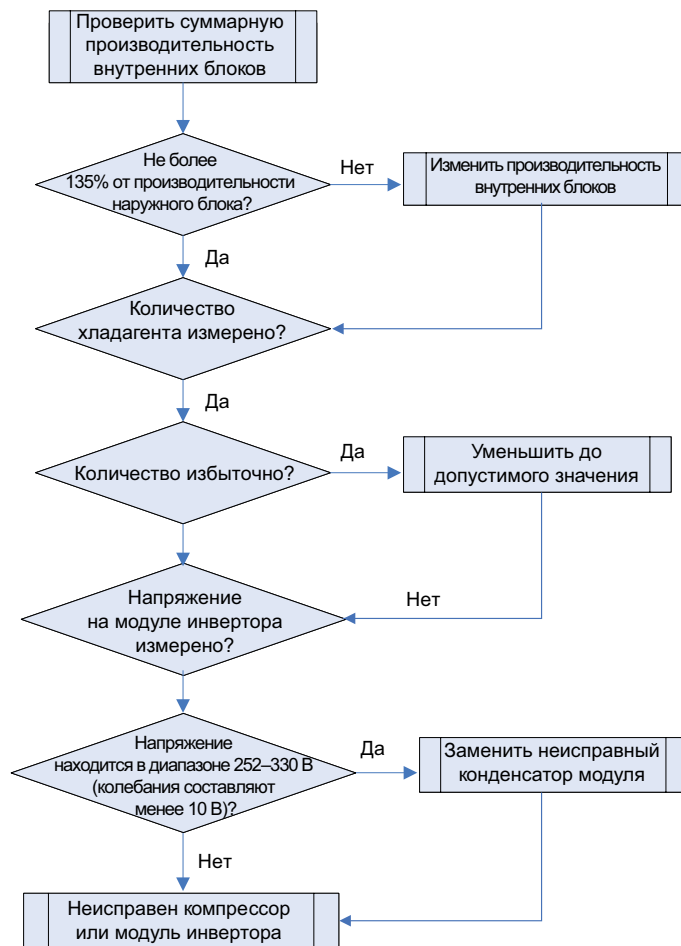 Проверить суммарную
производительность
внутренних блоков
Не более
135% от производительности
наружного блока?
Нет
Изменить производительность
внутренних блоков
Да
Количество
хладагента измерено?
Да
Количество избыточно?
Да
Уменьшить до
допустимого значения
Нет
Напряжение
на модуле инвертора
измерено?
Напряжение
находится в диапазоне 252–330 В
(колебания составляют
менее 10 В)?
Да
Заменить неисправный
конденсатор модуля
Нет
Неисправен компрессор
или модуль инвертора